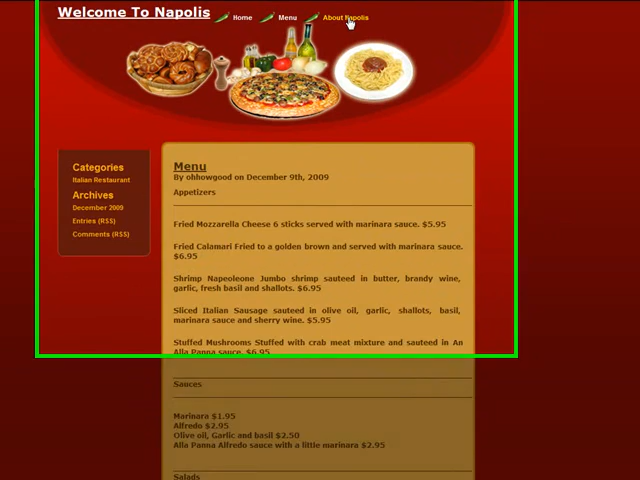 Welcome To Napolis
Home
Menu
About Napolis
Categories
Italian Restaurant
Archives
December 2009
Entries (RSS)
Comments (RSS)
Menu
By ohhowgood on December 9th, 2009
Appetizers
Fried Mozzarella Cheese 6 sticks served with marinara sauce. $5.95
Fried Calamari Fried to a golden brown and served with marinara sauce.
$6.95
Shrimp Napeoleone Jumbo shrimp sauteed in butter, brandy wine,
garlic, fresh basil and shallots. $6.95
Sliced Italian Sausage sauteed in olive oil, garlic, shallots, basil,
marinara sauce and sherry wine. $5.95
Stuffed Mushrooms Stuffed with crab meat mixture and sauteed in An
Alla Panna sauce. $6.95
Sauces
Marinara $1.95
Alfredo $2.95
Olive oil, Garlic and basil $2.50
Alla Panna Alfredo sauce with a little marinara $2.95
Salads